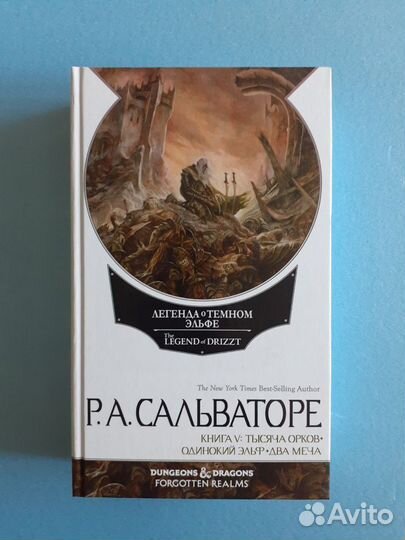 ЛЕГЕНДА О ТЕМНОМ
ЭЛЬФЕ
The
LEGEND of DRIZZT
The New York Times Best-Selling Author
Р. А. САЛЬВАТОРЕ
КНИГА V: ТЫСЯЧА ОРКОВ•
ОДИНОКИЙ ЭЛЬФ•ДВА МЕЧА
DUNGEONS & DRAGONS
FORGOTTEN REALMS
Avito